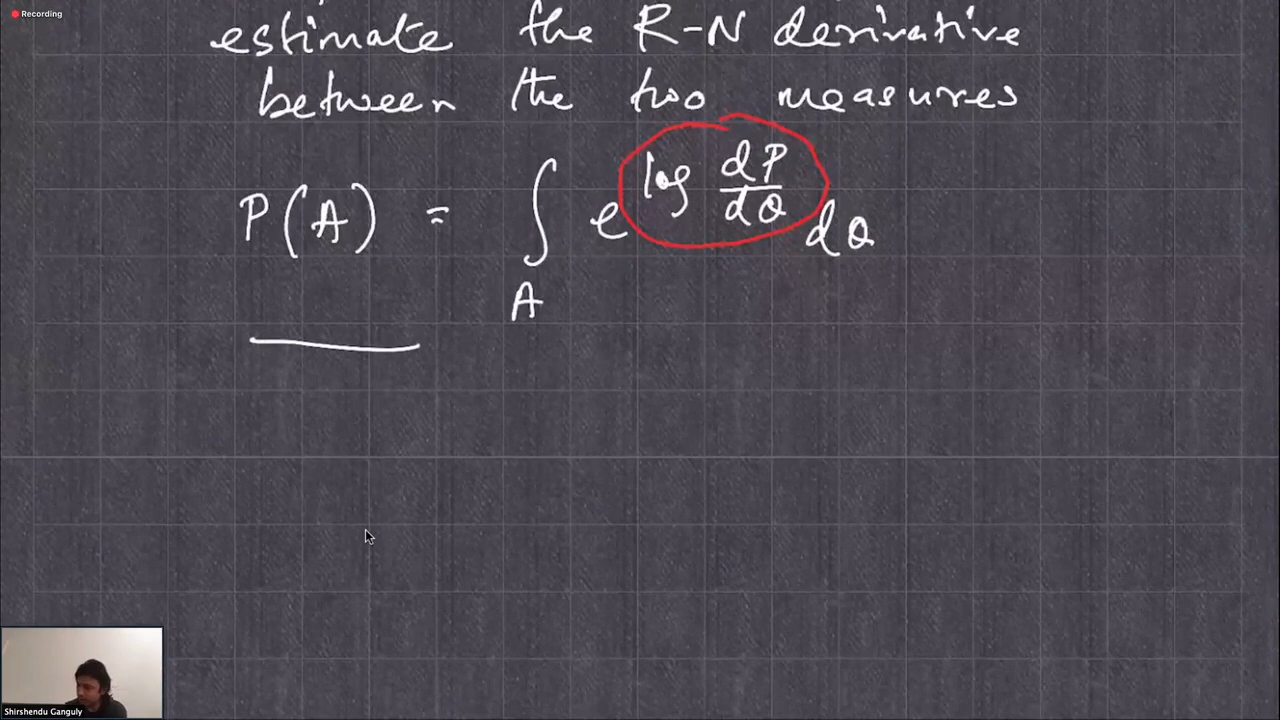 Recording
estimate the R-N derivative
between the two measures
P(A) = ∫_A e^{log dP/dQ} dQ
Shirshendu Ganguly